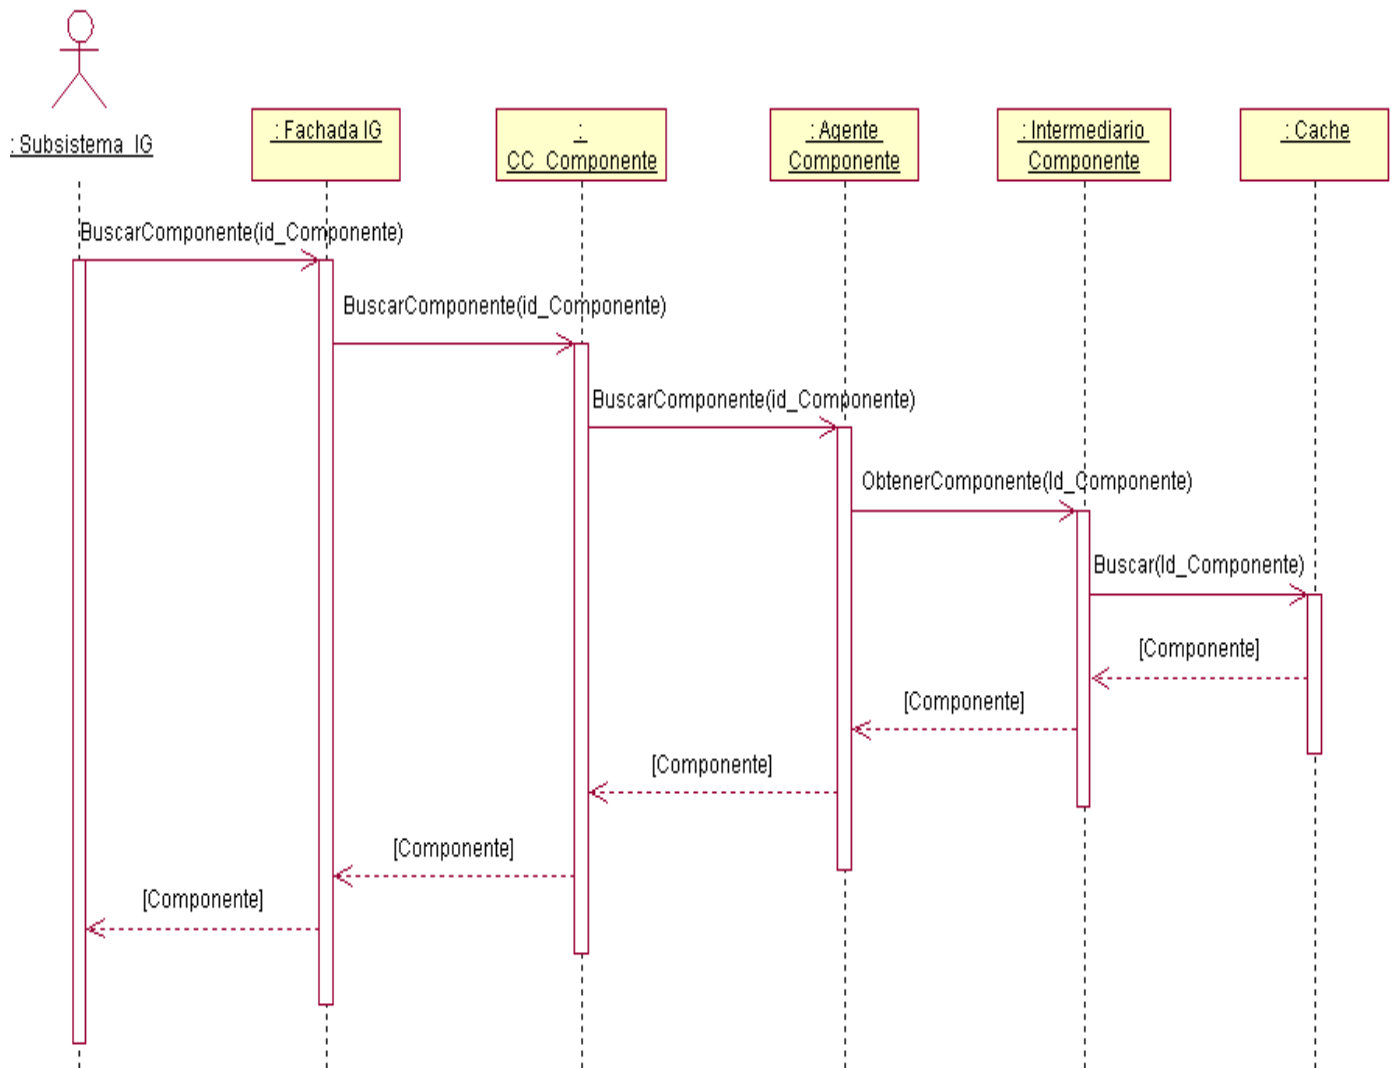 : Subsistema_IG
: Fachada IG
:
CC_Componente
: Agente
Componente
: Intermediario
Componente
: Cache
BuscarComponente(id_Componente)
BuscarComponente(id_Componente)
BuscarComponente(id_Componente)
ObtenerComponente(Id_Componente)
Buscar(Id_Componente)
[Componente]
[Componente]
[Componente]
[Componente]
[Componente]